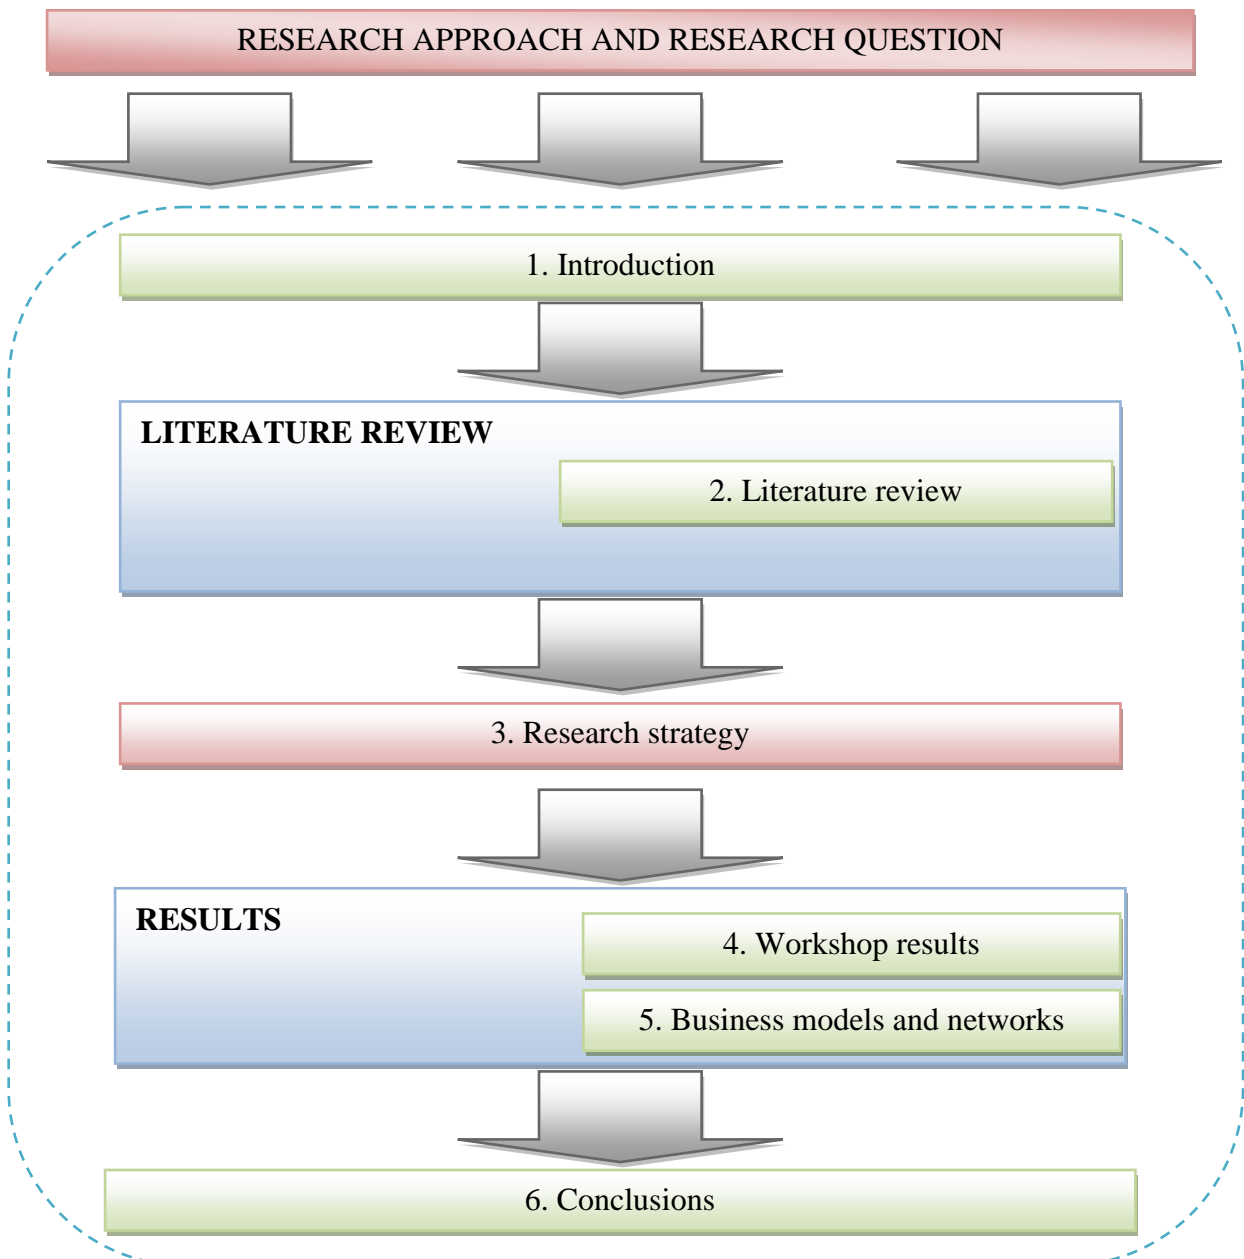 RESEARCH APPROACH AND RESEARCH QUESTION
1. Introduction
LITERATURE REVIEW
2. Literature review
3. Research strategy
RESULTS
4. Workshop results
5. Business models and networks
6. Conclusions